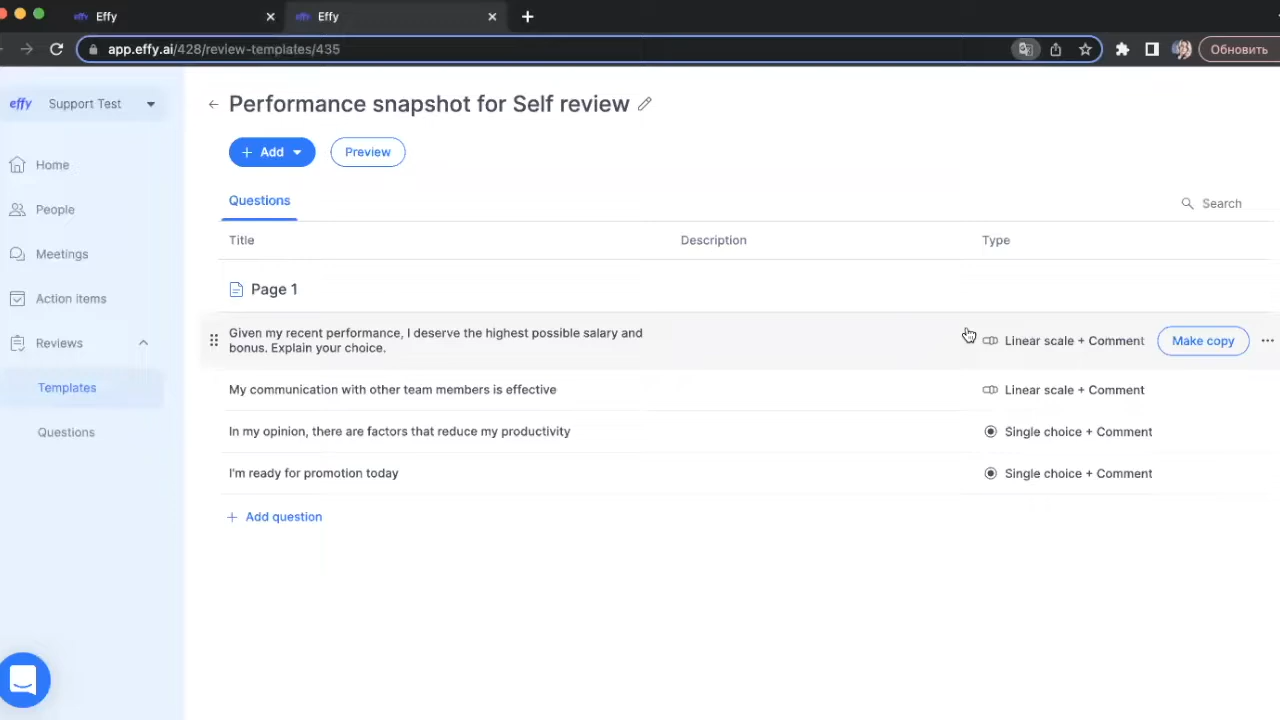 Effy
Effy
app.effy.ai/428/review-templates/435
Обновить
effy Support Test
Performance snapshot for Self review
Add
Preview
Home
People
Meetings
Action items
Reviews
Templates
Questions
Questions
Search
Title Description Type
Page 1
Given my recent performance, I deserve the highest possible salary and
bonus. Explain your choice.
Linear scale + Comment
Make copy
My communication with other team members is effective
Linear scale + Comment
In my opinion, there are factors that reduce my productivity
Single choice + Comment
I'm ready for promotion today
Single choice + Comment
+ Add question